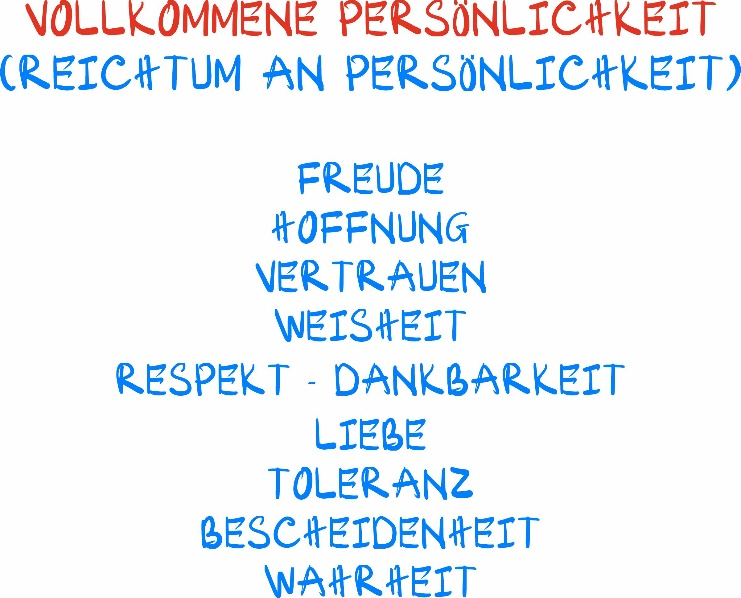 VOLLKOMMENE PERSÖNLICHKEIT
(REICHTUM AN PERSÖNLICHKEIT)
FREUDE
HOFFNUNG
VERTRAUEN
WEISHEIT
RESPEKT - DANKBARKEIT
LIEBE
TOLERANZ
BESCHEIDENHEIT
WAHRHEIT